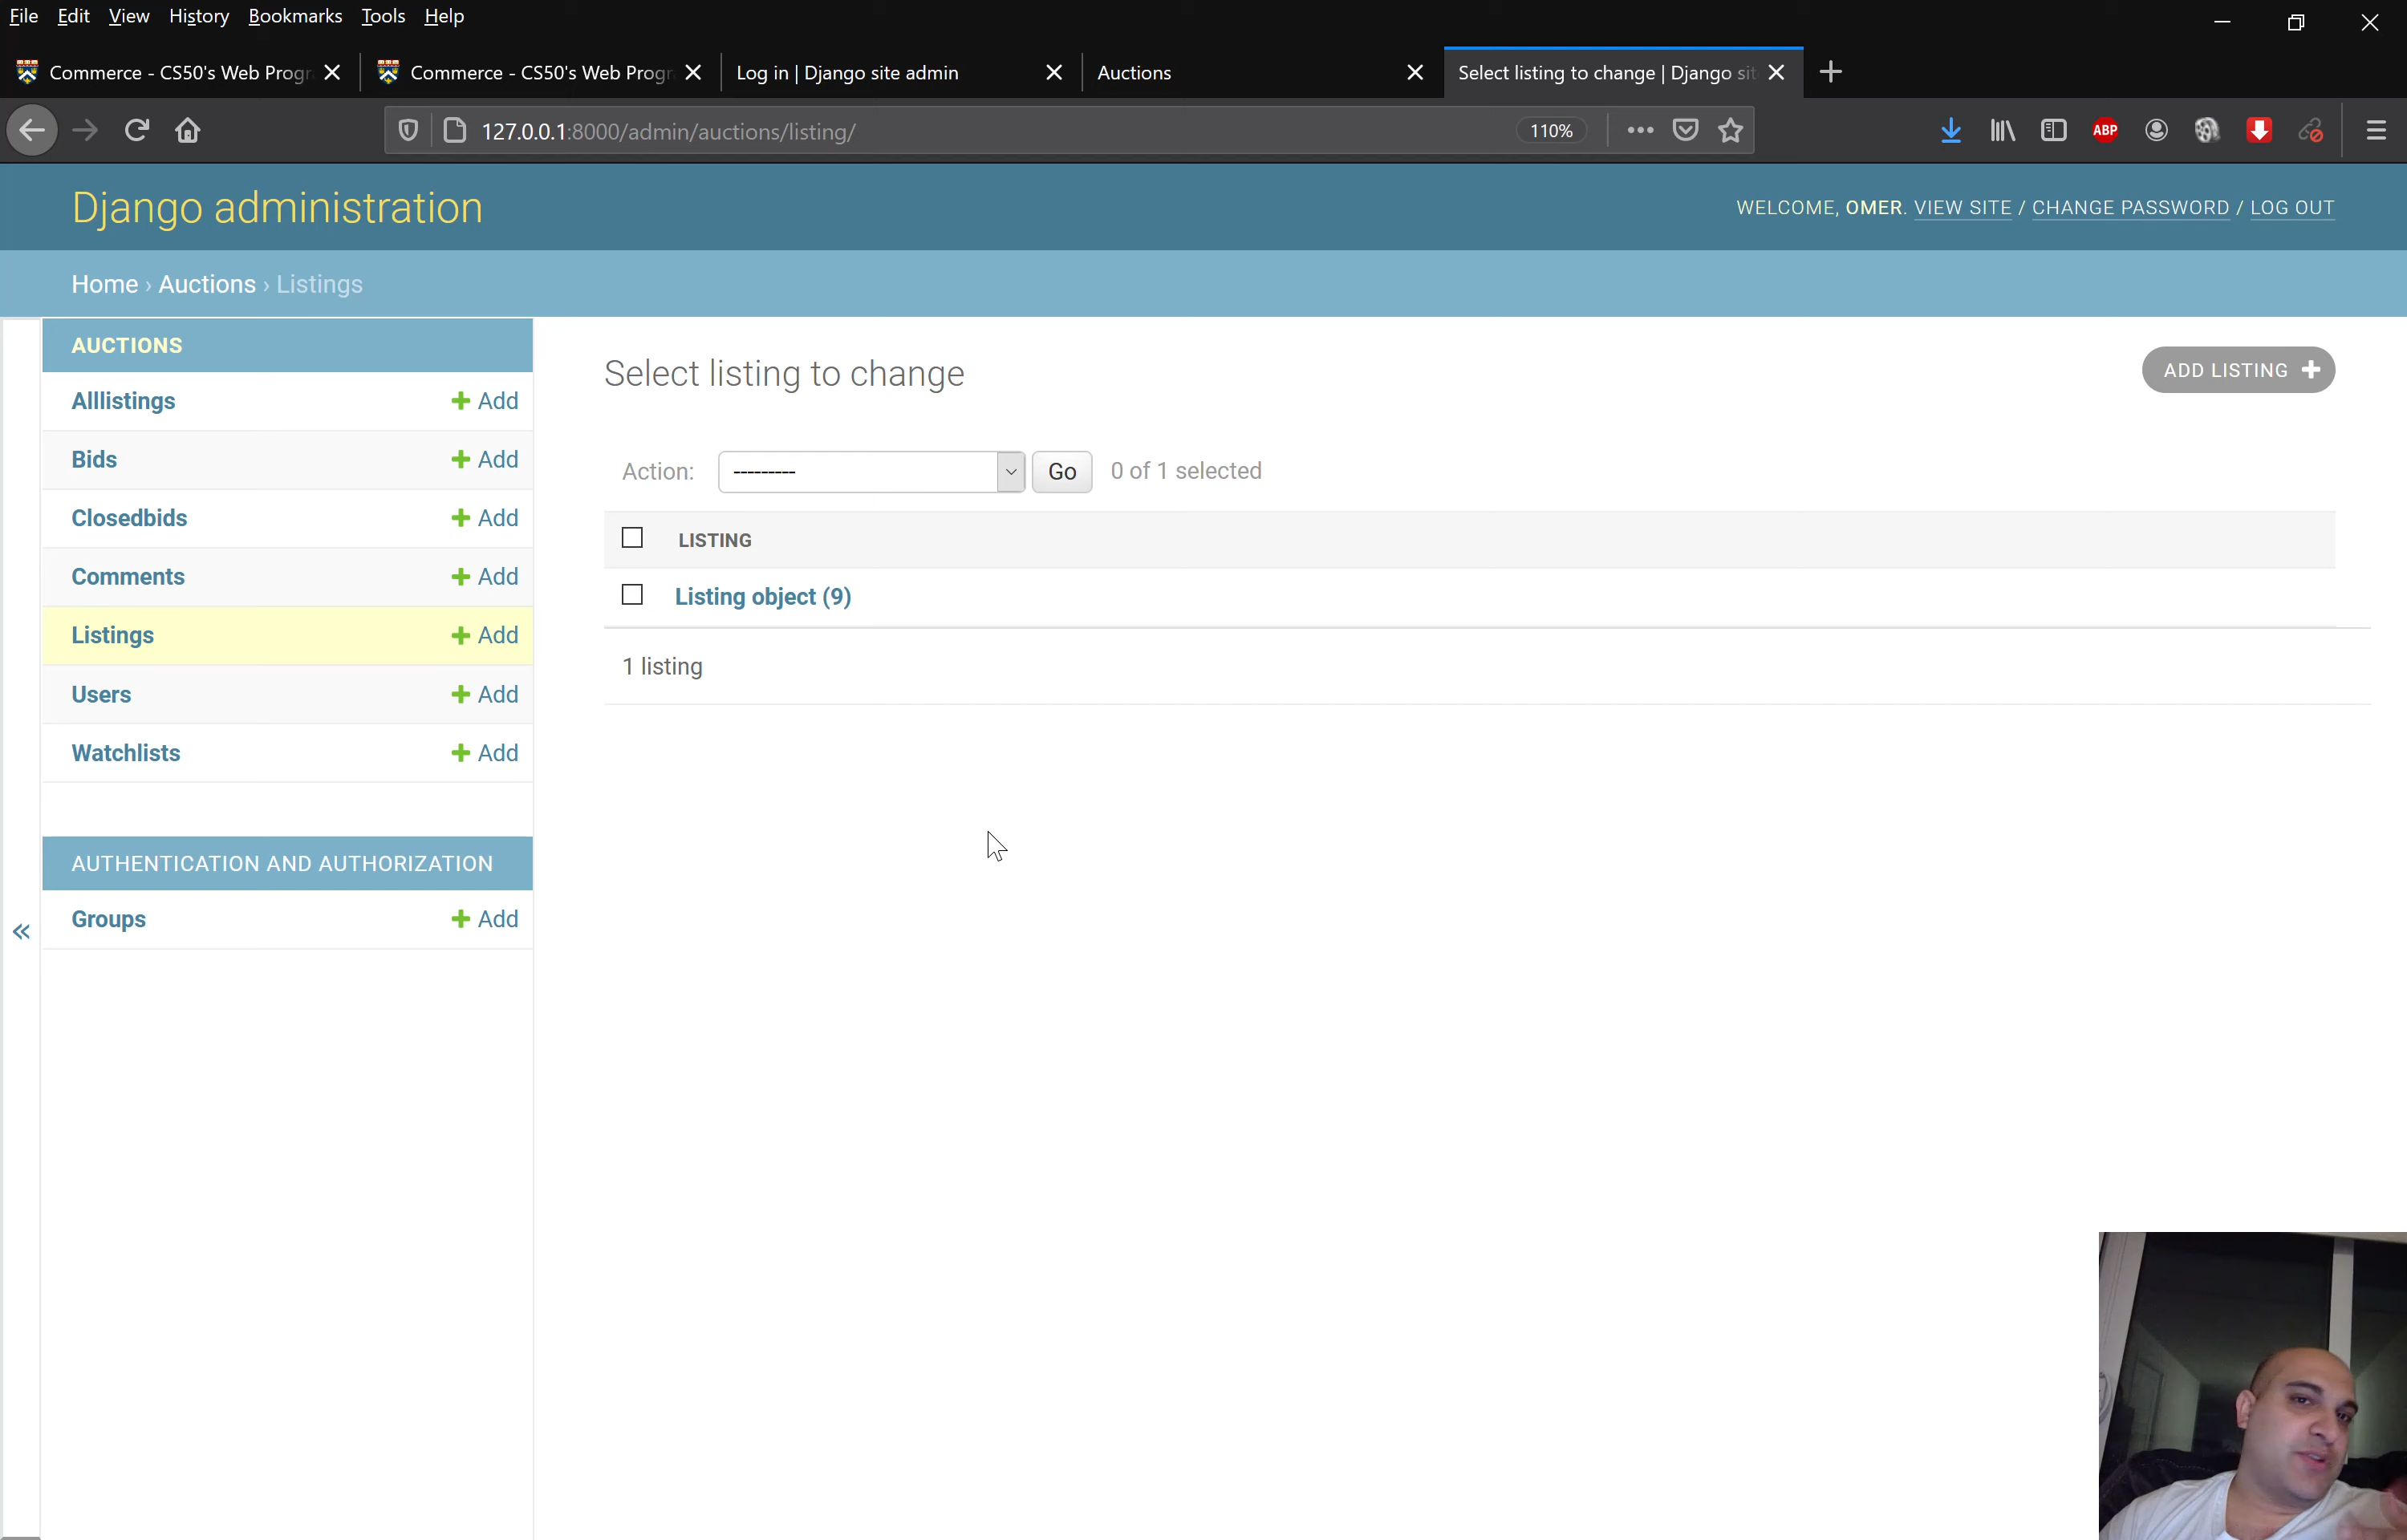 File Edit View History Bookmarks Tools Help
Commerce - CS50's Web Progr
Commerce - CS50's Web Progr
Log in | Django site admin
Auctions
Select listing to change | Django sit
127.0.0.1:8000/admin/auctions/listing/
110%
ABP
Django administration
WELCOME, OMER. VIEW SITE / CHANGE PASSWORD / LOG OUT
Home › Auctions › Listings
AUCTIONS
Alllistings + Add
Bids + Add
Closedbids + Add
Comments + Add
Listings + Add
Users + Add
Watchlists + Add
AUTHENTICATION AND AUTHORIZATION
Groups + Add
«
Select listing to change
ADD LISTING +
Action: --------- Go 0 of 1 selected
LISTING
Listing object (9)
1 listing